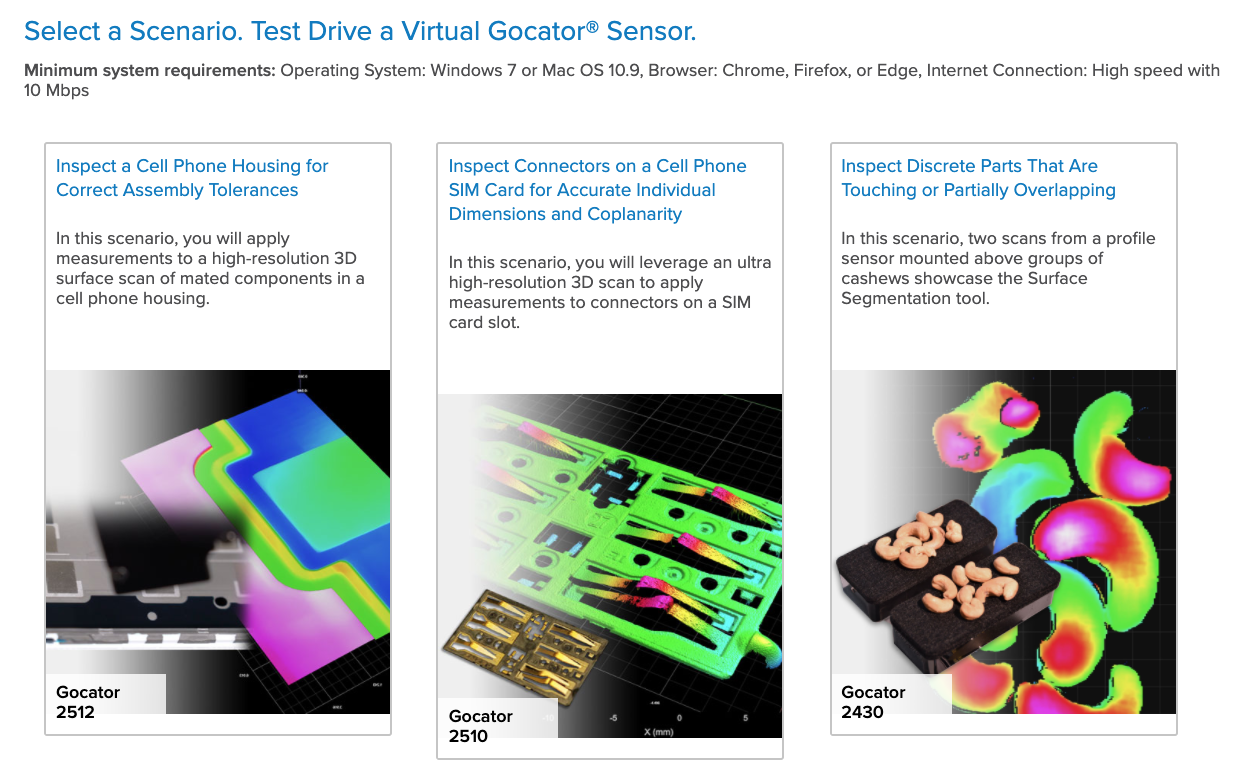 Select a Scenario. Test Drive a Virtual Gocator® Sensor.
Minimum system requirements: Operating System: Windows 7 or Mac OS 10.9, Browser: Chrome, Firefox, or Edge, Internet Connection: High speed with
10 Mbps
Inspect a Cell Phone Housing for
Correct Assembly Tolerances
In this scenario, you will apply
measurements to a high-resolution 3D
surface scan of mated components in a
cell phone housing.
Gocator
2512
Inspect Connectors on a Cell Phone
SIM Card for Accurate Individual
Dimensions and Coplanarity
In this scenario, you will leverage an ultra
high-resolution 3D scan to apply
measurements to connectors on a SIM
card slot.
-5 0 5
X (mm)
Gocator
2510
Inspect Discrete Parts That Are
Touching or Partially Overlapping
In this scenario, two scans from a profile
sensor mounted above groups of
cashews showcase the Surface
Segmentation tool.
Gocator
2430